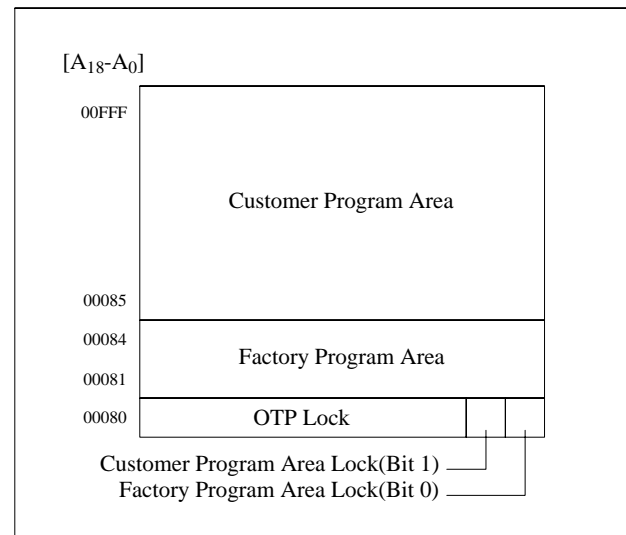 [A18-A0]
00FFF
Customer Program Area
00085
00084
Factory Program Area
00081
00080
OTP Lock
Customer Program Area Lock(Bit 1)
Factory Program Area Lock(Bit 0)